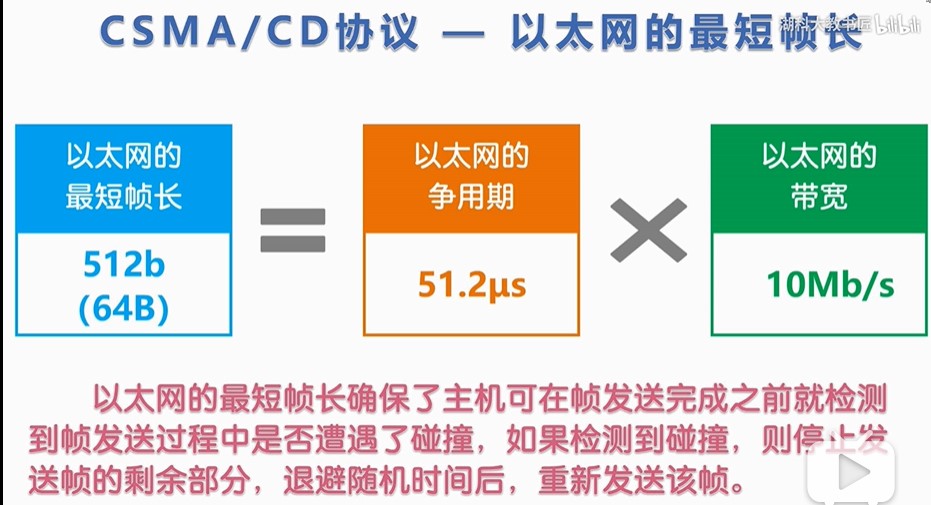 CSMA/CD协议 — 以太网的最短帧长
湖科大教书匠 bilibili
以太网的
最短帧长
512b
(64B)
=
以太网的
争用期
51.2μs
×
以太网的
带宽
10Mb/s
以太网的最短帧长确保了主机可在帧发送完成之前就检测
到帧发送过程中是否遭遇了碰撞，如果检测到碰撞，则停止发
送帧的剩余部分，退避随机时间后，重新发送该帧。